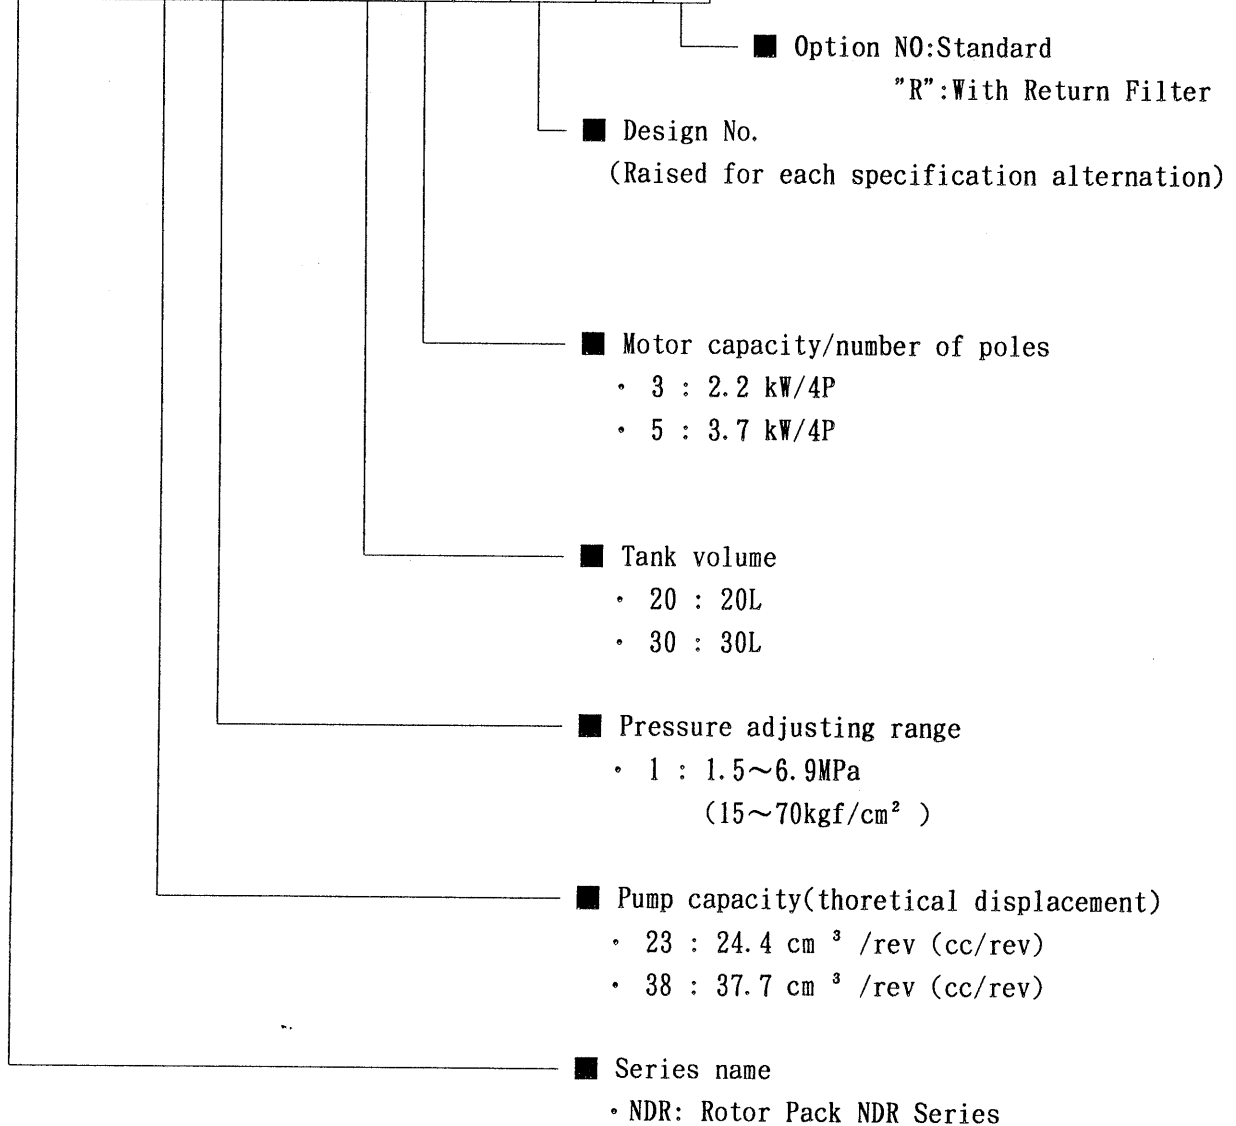 ■ Option NO:Standard
"R":With Return Filter
■ Design No.
(Raised for each specification alternation)
■ Motor capacity/number of poles
・ 3 : 2.2 kW/4P
・ 5 : 3.7 kW/4P
■ Tank volume
・ 20 : 20L
・ 30 : 30L
■ Pressure adjusting range
・ 1 : 1.5～6.9MPa
(15～70kgf/cm² )
■ Pump capacity(thoretical displacement)
・ 23 : 24.4 cm ³ /rev (cc/rev)
・ 38 : 37.7 cm ³ /rev (cc/rev)
■ Series name
・NDR: Rotor Pack NDR Series